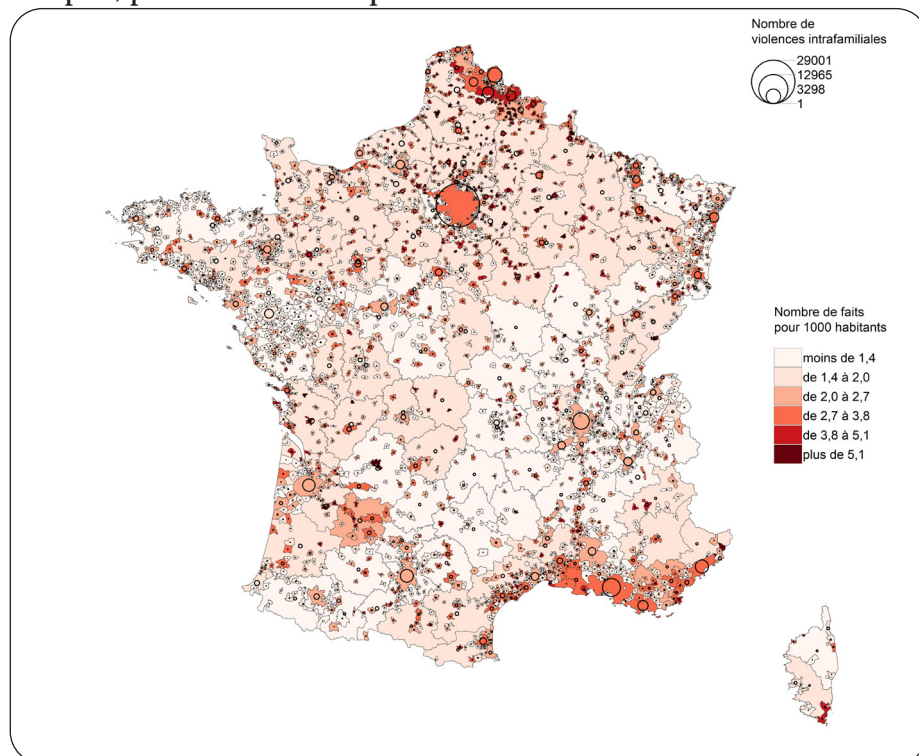 Nombre de
violences intrafamiliales
29001
12965
3298
1
Nombre de faits
pour 1000 habitants
moins de 1,4
de 1,4 à 2,0
de 2,0 à 2,7
de 2,7 à 3,8
de 3,8 à 5,1
plus de 5,1